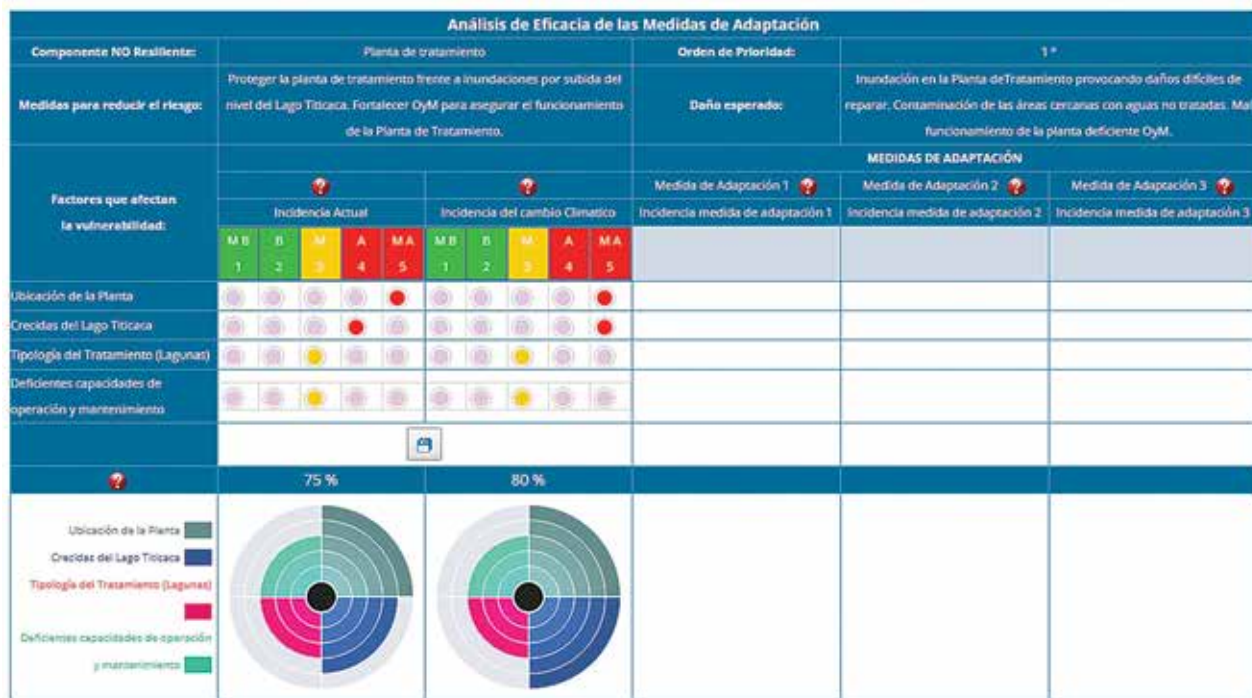 Análisis de Eficacia de las Medidas de Adaptación
Componente NO Resiliente:
Planta de tratamiento
Orden de Prioridad:
1 º
Medidas para reducir el riesgo:
Proteger la planta de tratamiento frente a inundaciones por subida del
nivel del Lago Titicaca. Fortalecer OyM para asegurar el funcionamiento
de la Planta de Tratamiento.
Daño esperado:
Inundación en la Planta deTratamiento provocando daños difíciles de
reparar. Contaminación de las áreas cercanas con aguas no tratadas. Mal
funcionamiento de la planta deficiente OyM.
Factores que afectan
la vulnerabilidad:
MEDIDAS DE ADAPTACIÓN
? ?
Medida de Adaptación 1 ? Medida de Adaptación 2 ? Medida de Adaptación 3 ?
Incidencia Actual Incidencia del cambio Climatico Incidencia medida de adaptación 1 Incidencia medida de adaptación 2 Incidencia medida de adaptación 3
M B B M A M A M B B M A M A
1 2 3 4 5 1 2 3 4 5
Ubicación de la Planta
Crecidas del Lago Titicaca
Tipología del Tratamiento (Lagunas)
Deficientes capacidades de
operación y mantenimiento
? 75 % 80 %
Ubicación de la Planta
Crecidas del Lago Titicaca
Tipología del Tratamiento (Lagunas)
Deficientes capacidades de operación
y mantenimiento